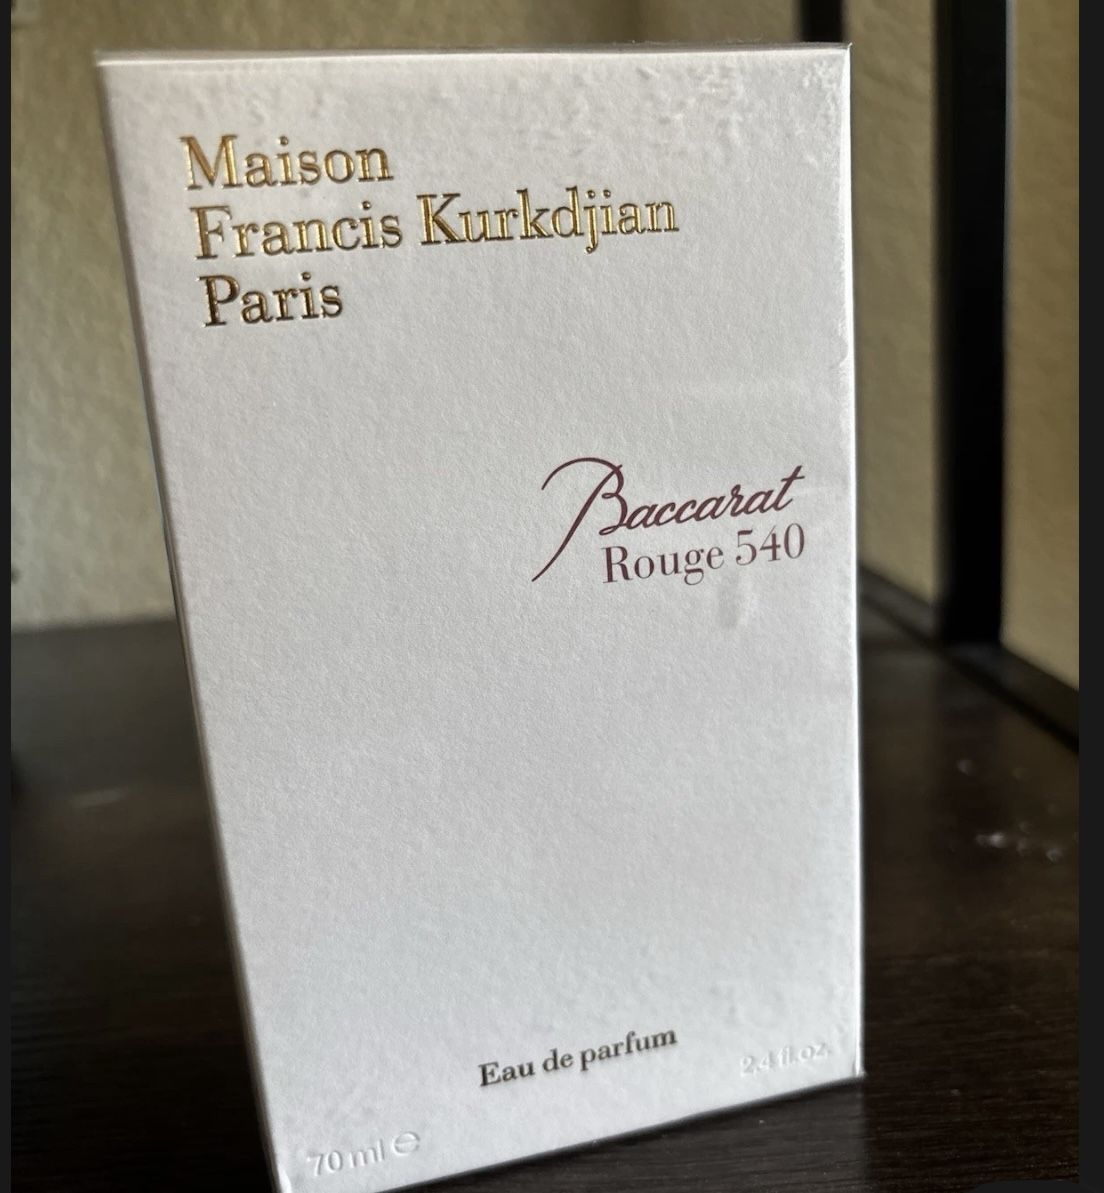 Maison
Francis Kurkdjian
Paris
Baccarat
Rouge 540
Eau de parfum
2,4 fl.oz.
70 ml ℮